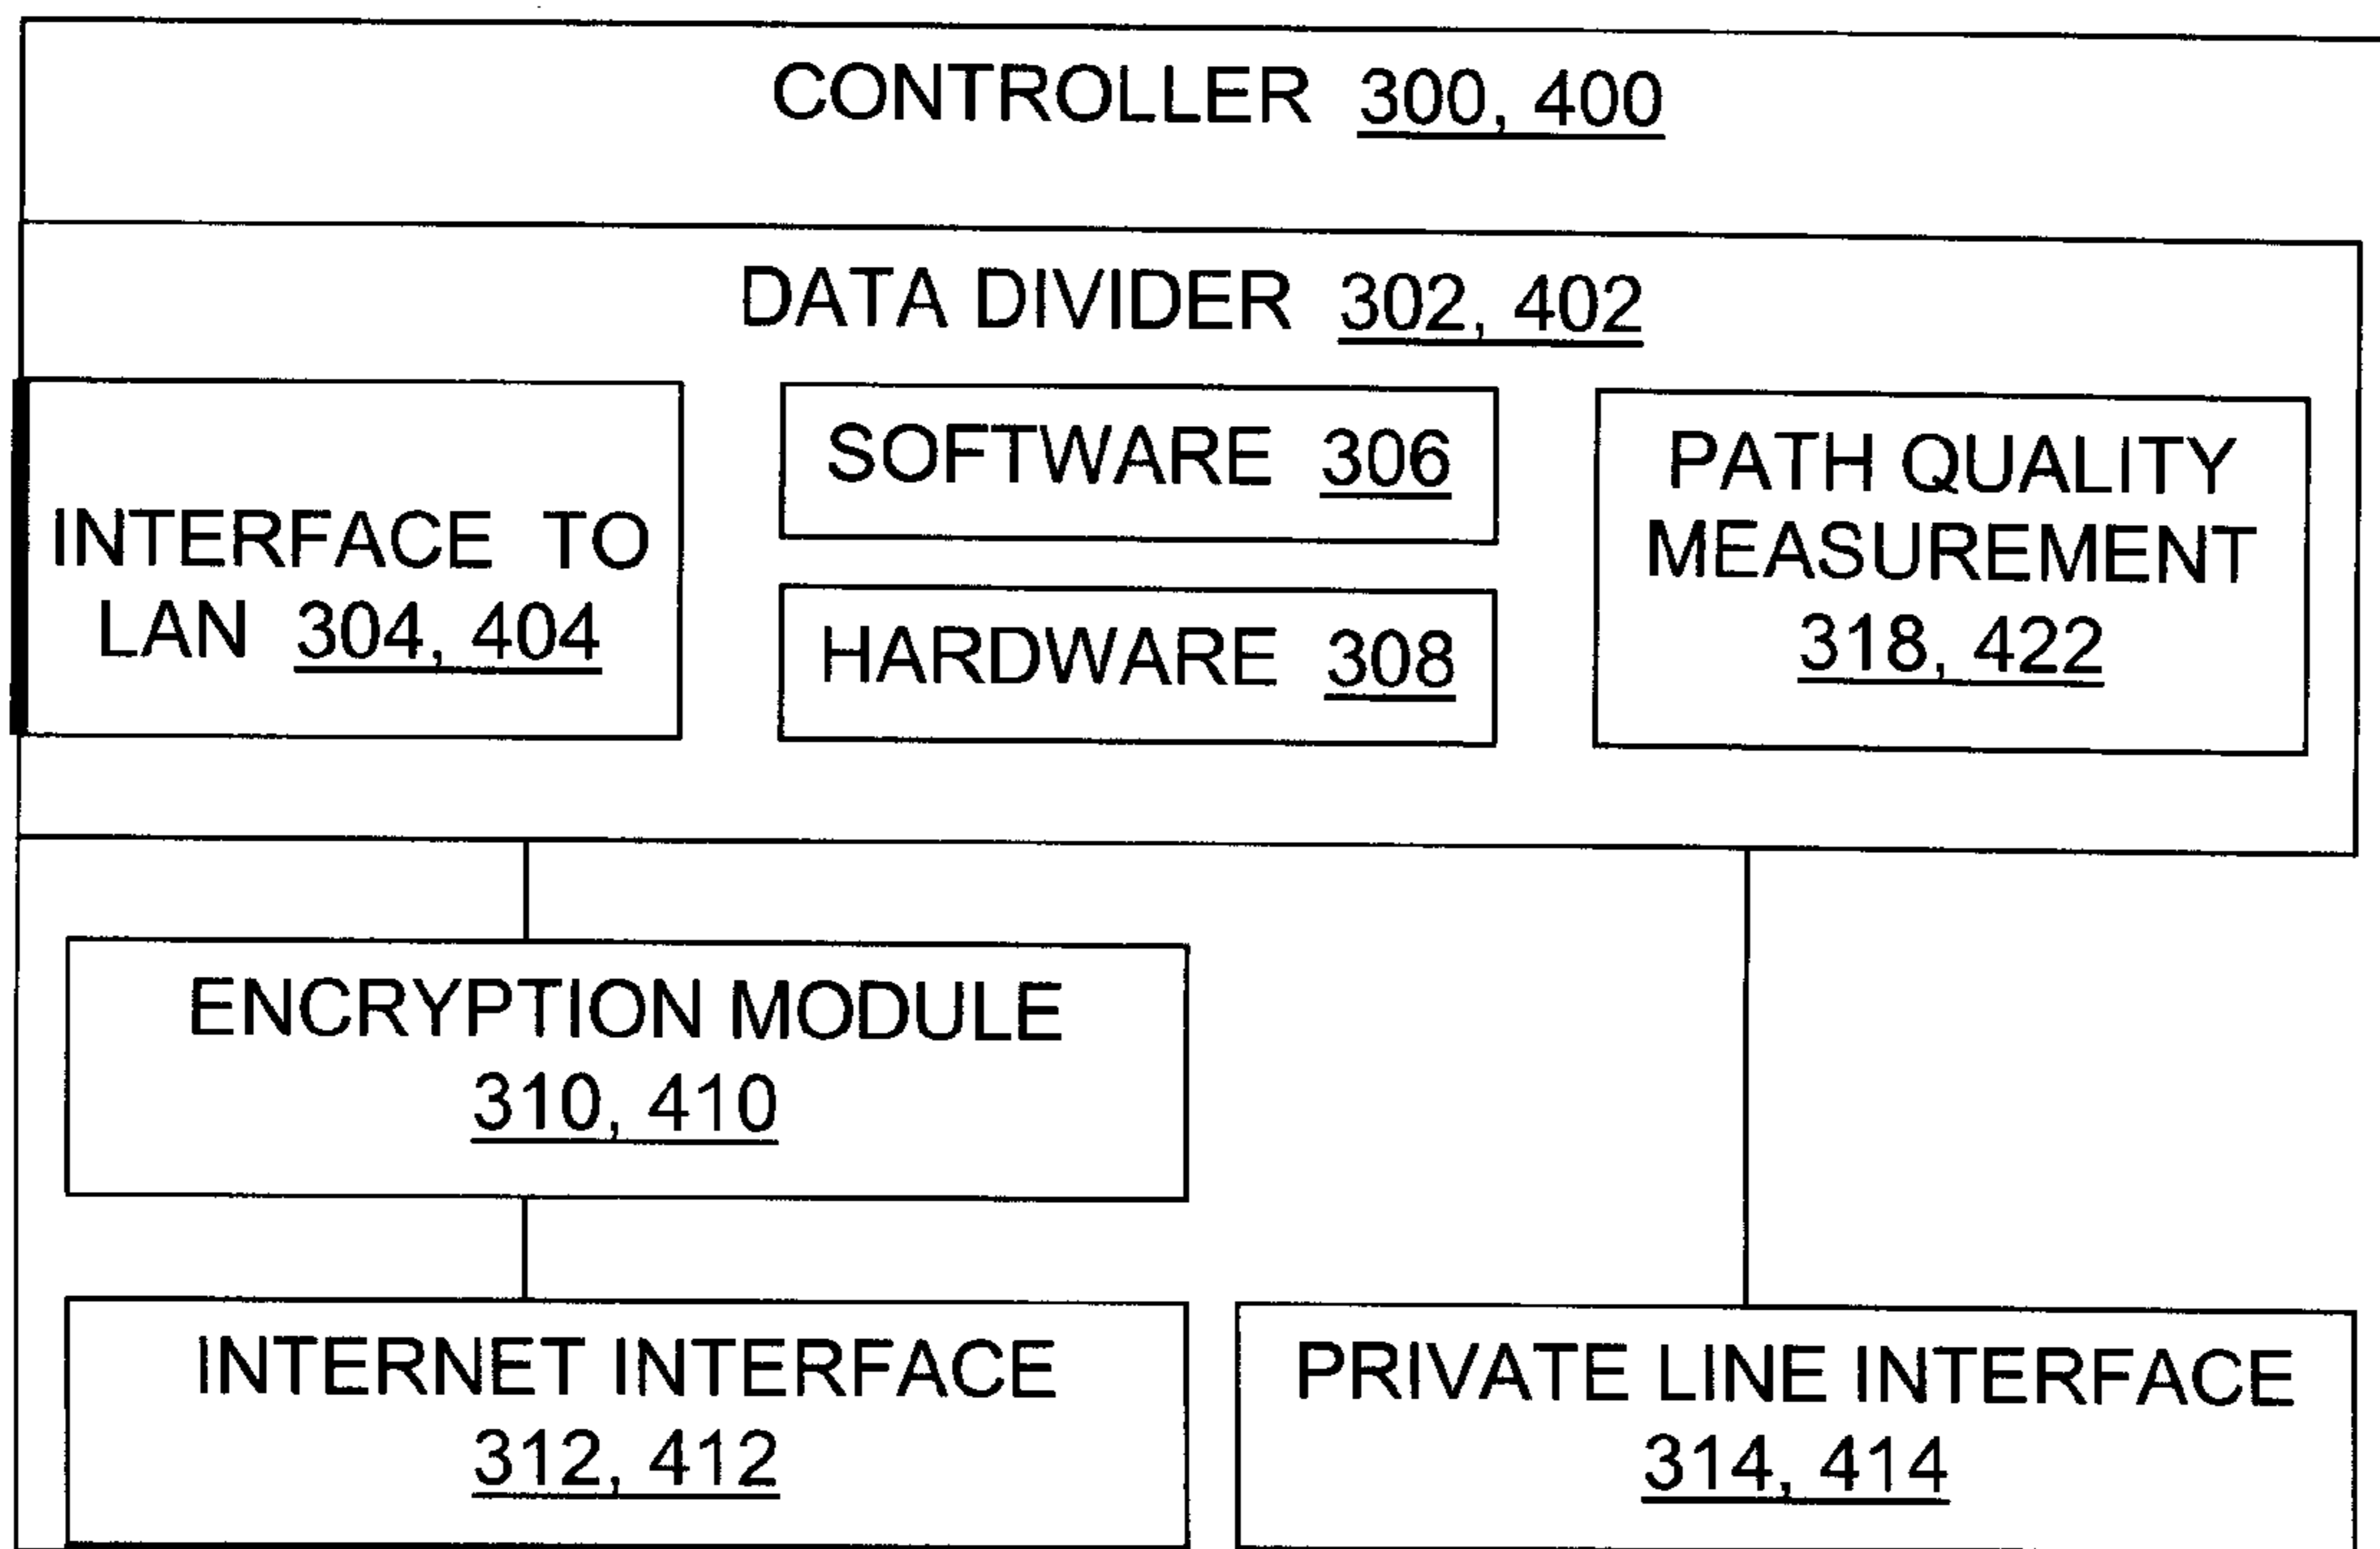 CONTROLLER 300, 400
DATA DIVIDER 302, 402
INTERFACE TO
LAN 304, 404
SOFTWARE 306
HARDWARE 308
PATH QUALITY
MEASUREMENT
318, 422
ENCRYPTION MODULE
310, 410
INTERNET INTERFACE
312, 412
PRIVATE LINE INTERFACE
314, 414